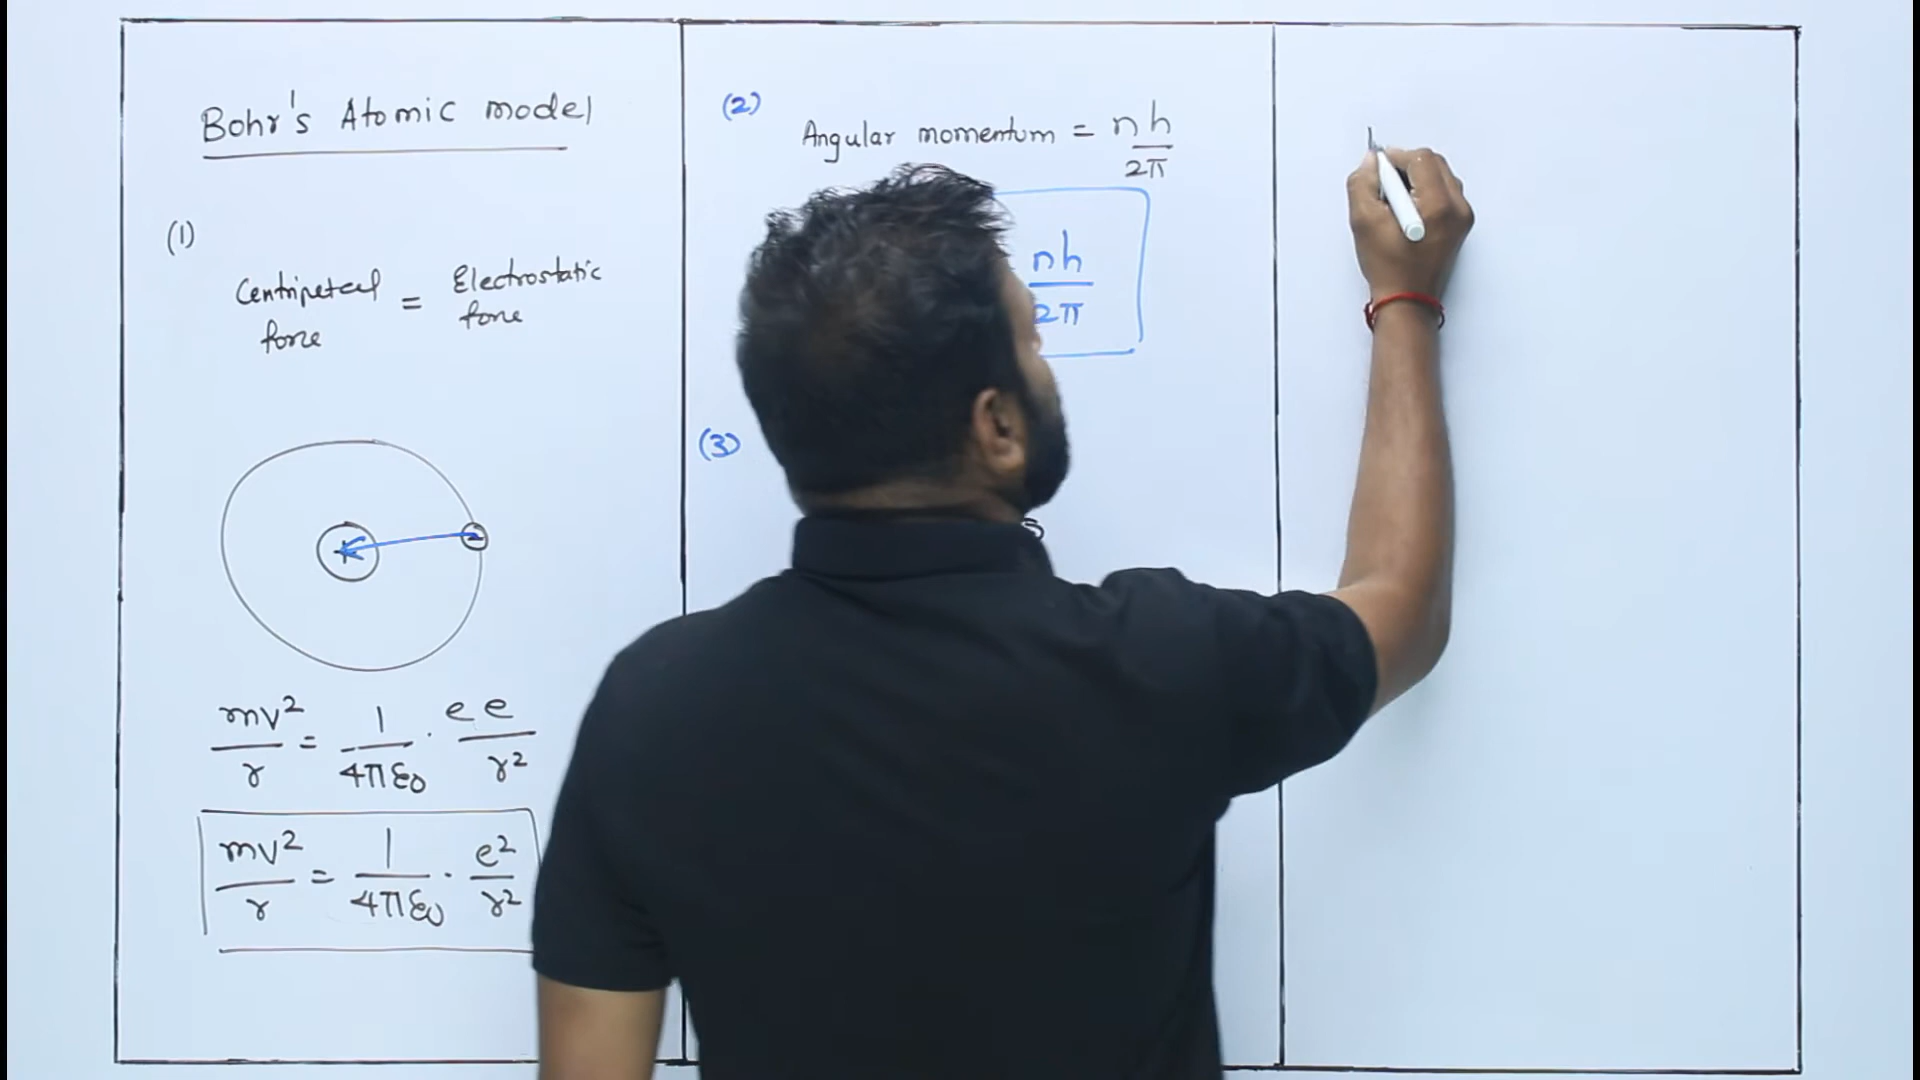 Bohr's Atomic model
(1)
Centripetal = Electrostatic
force force
+
-
mv²/r = 1/4πε0 . e e/r²
mv²/r = 1/4πε0 . e²/r²
(2)
Angular momentum = nh/2π
nh/2π
(3)